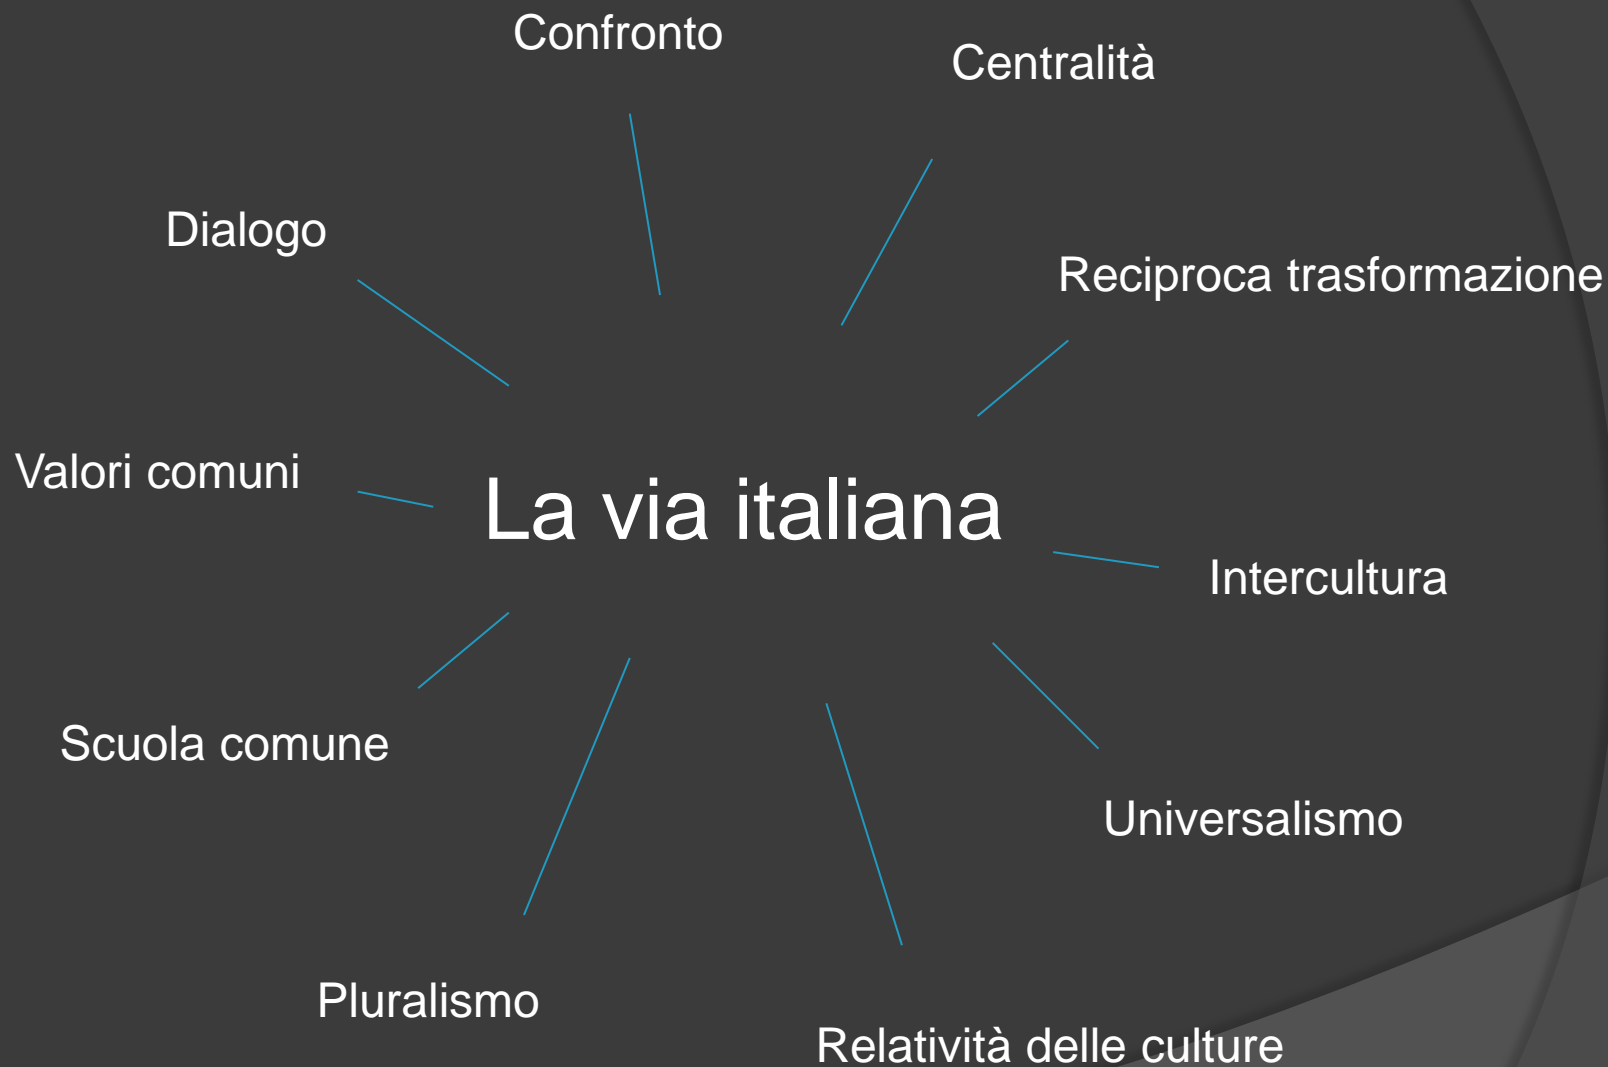 Confronto
Centralità
Dialogo
Reciproca trasformazione
Valori comuni
La via italiana
Intercultura
Scuola comune
Universalismo
Pluralismo
Relatività delle culture